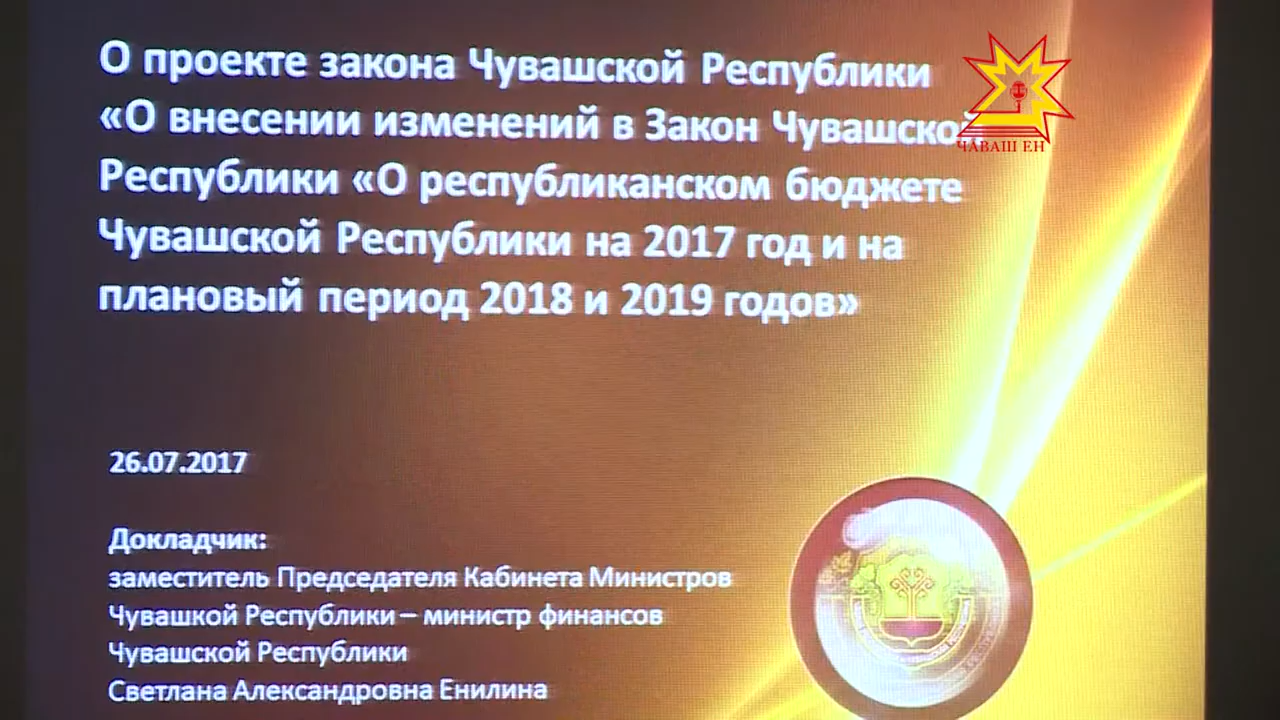 О проекте закона Чувашской Республики
«О внесении изменений в Закон Чувашской
Республики «О республиканском бюджете
Чувашской Республики на 2017 год и на
плановый период 2018 и 2019 годов»
ЧĂВАШ ЕН
26.07.2017
Докладчик:
заместитель Председателя Кабинета Министров
Чувашкой Республики – министр финансов
Чувашской Республики
Светлана Александровна Енилина